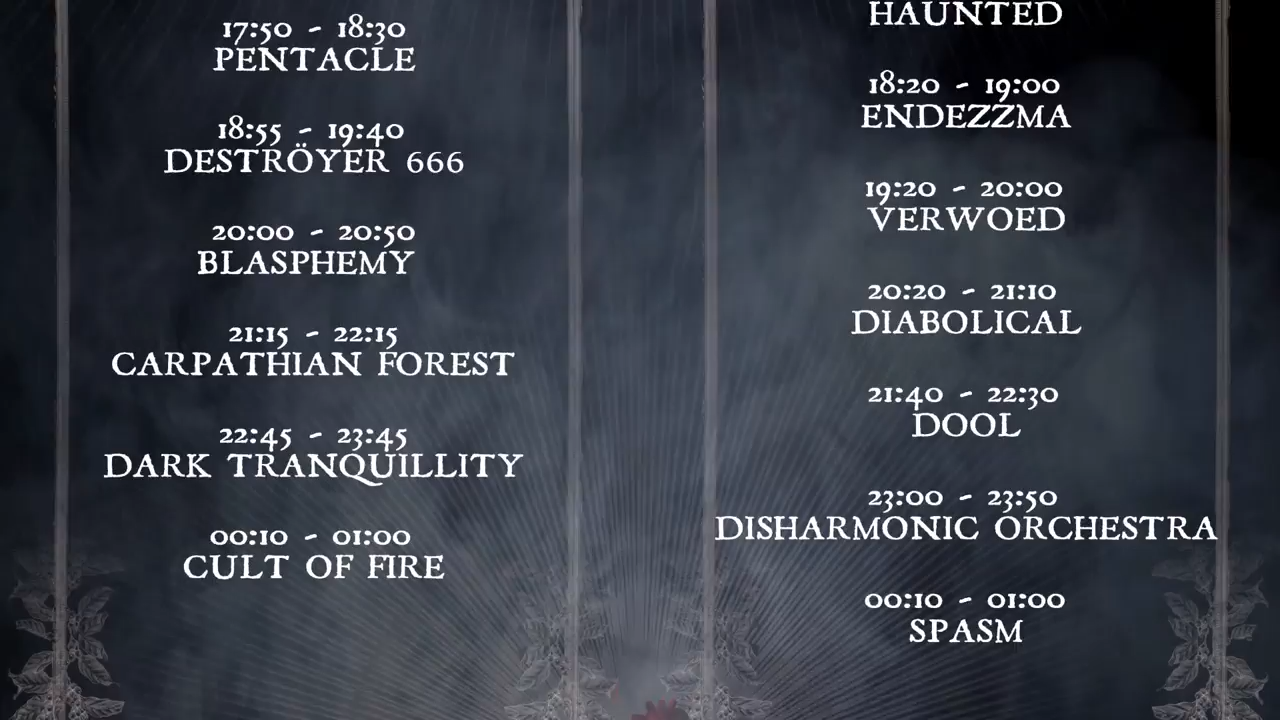 17:50 - 18:30
PENTACLE
18:55 - 19:40
DESTRÖYER 666
20:00 - 20:50
BLASPHEMY
21:15 - 22:15
CARPATHIAN FOREST
22:45 - 23:45
DARK TRANQUILLITY
00:10 - 01:00
CULT OF FIRE
HAUNTED
18:20 - 19:00
ENDEZZMA
19:20 - 20:00
VERWOED
20:20 - 21:10
DIABOLICAL
21:40 - 22:30
DOOL
23:00 - 23:50
DISHARMONIC ORCHESTRA
00:10 - 01:00
SPASM